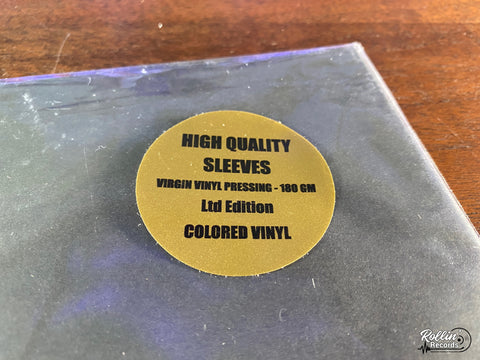 HIGH QUALITY
SLEEVES
VIRGIN VINYL PRESSING - 180 GM
Ltd Edition
COLORED VINYL
Rollin'
Records